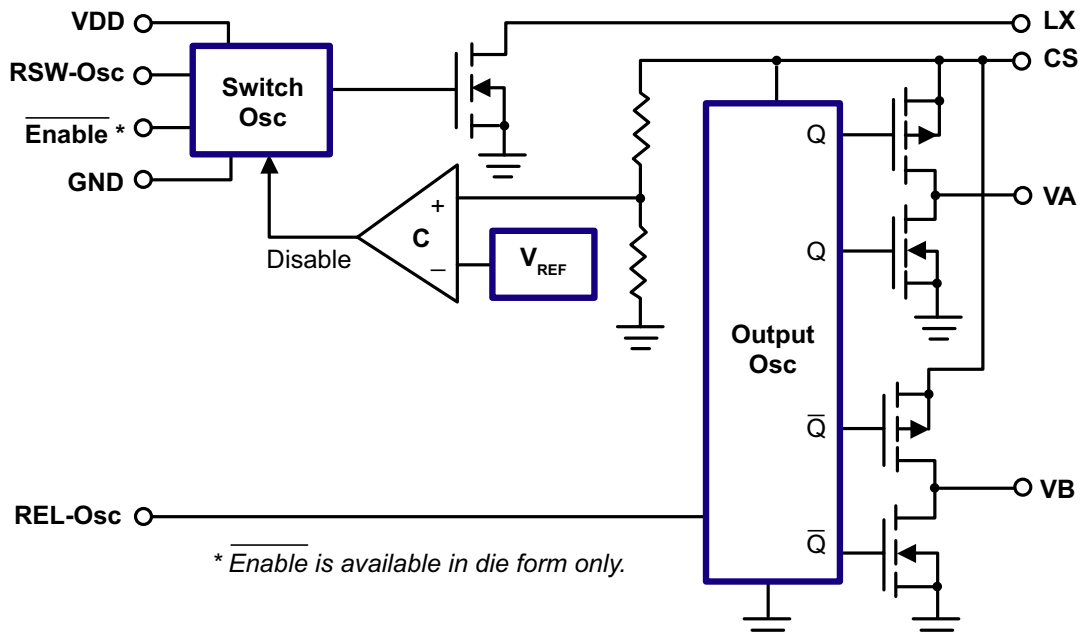 VDD
RSW-Osc
Enable *
GND
Switch
Osc
LX
CS
Q
VA
+
C
−
Disable
VREF
Q
Output
Osc
Q̅
VB
REL-Osc
Q̅
* Enable is available in die form only.